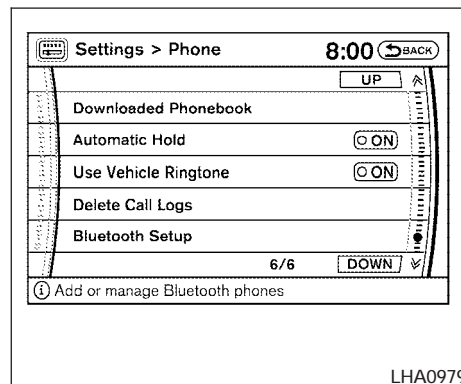 Settings > Phone 8:00 BACK
UP
Downloaded Phonebook
Automatic Hold ON
Use Vehicle Ringtone ON
Delete Call Logs
Bluetooth Setup
6/6 DOWN
i Add or manage Bluetooth phones
LHA0979